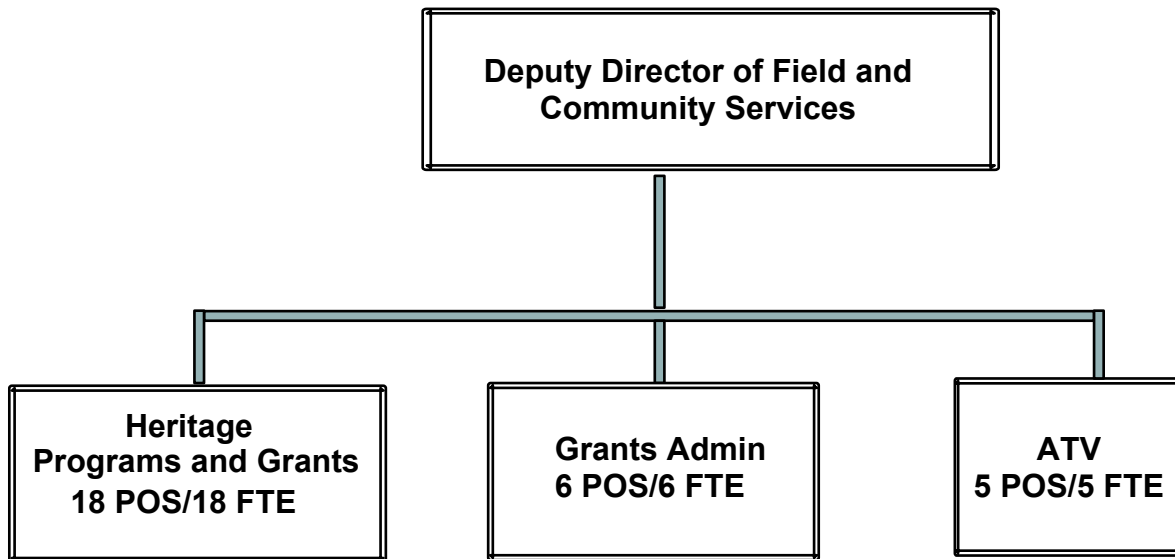 Deputy Director of Field and
Community Services
Heritage
Programs and Grants
18 POS/18 FTE
Grants Admin
6 POS/6 FTE
ATV
5 POS/5 FTE